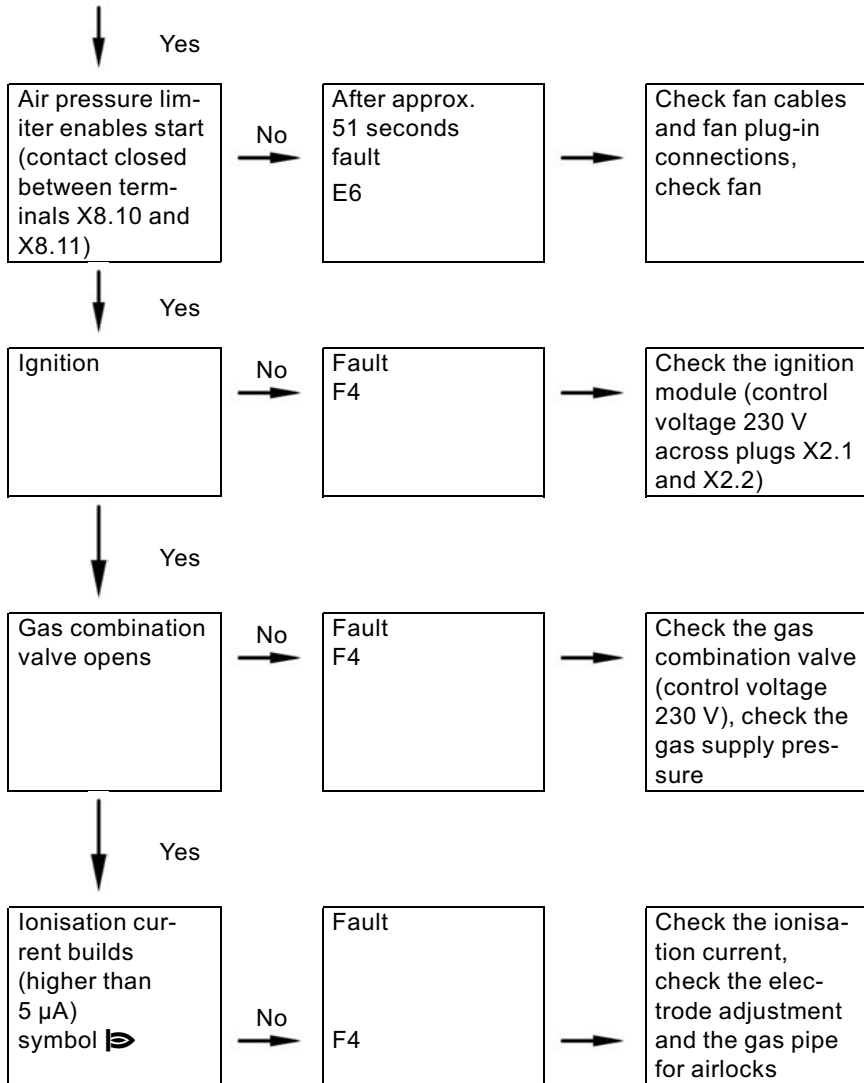 Yes
Air pressure lim-
iter enables start
(contact closed
between term-
inals X8.10 and
X8.11)
No
After approx.
51 seconds
fault
E6
Check fan cables
and fan plug-in
connections,
check fan
Yes
Ignition
No
Fault
F4
Check the ignition
module (control
voltage 230 V
across plugs X2.1
and X2.2)
Yes
Gas combination
valve opens
No
Fault
F4
Check the gas
combination valve
(control voltage
230 V), check the
gas supply pres-
sure
Yes
Ionisation cur-
rent builds
(higher than
5 µA)
symbol
No
Fault
F4
Check the ionisa-
tion current,
check the elec-
trode adjustment
and the gas pipe
for airlocks